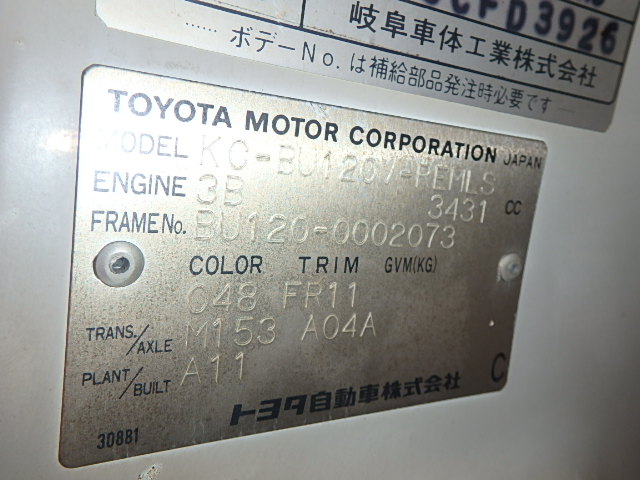 CFD3926
岐阜車体工業株式会社
ボデーNo.は補給部品発注時必要です
TOYOTA MOTOR CORPORATION JAPAN
MODEL KC-BU120V-REMLS
ENGINE 3B 3431 CC
FRAME No. BU120-0002073
COLOR TRIM GVM(KG)
048 FR11
TRANS./AXLE M153 A04A
PLANT/BUILT A11
C
トヨタ自動車株式会社
30881